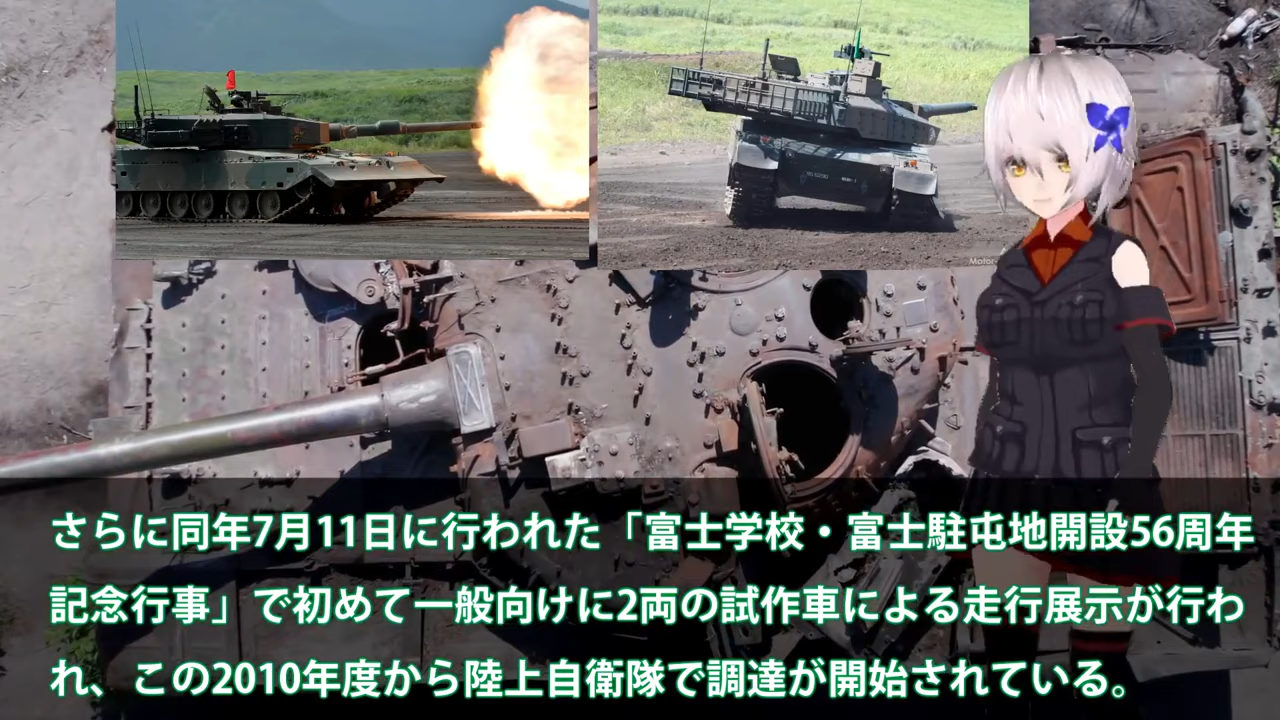 Motor-
さらに同年7月11日に行われた「富士学校・富士駐屯地開設56周年
記念行事」で初めて一般向けに2両の試作車による走行展示が行わ
れ、この2010年度から陸上自衛隊で調達が開始されている。